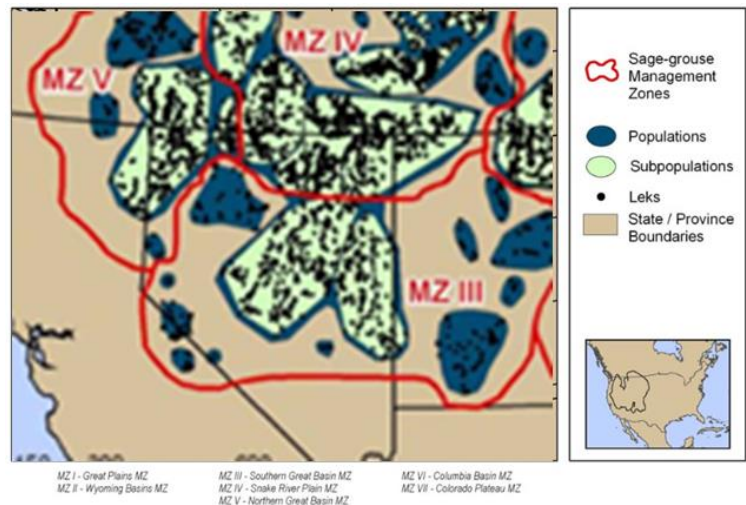 MZ IV
MZ V
MZ III
Sage-grouse
Management
Zones
Populations
Subpopulations
Leks
State / Province
Boundaries
MZ I - Great Plains MZ
MZ II - Wyoming Basins MZ
MZ III - Southern Great Basin MZ
MZ IV - Snake River Plain MZ
MZ V - Northern Great Basin MZ
MZ VI - Columbia Basin MZ
MZ VII - Colorado Plateau MZ